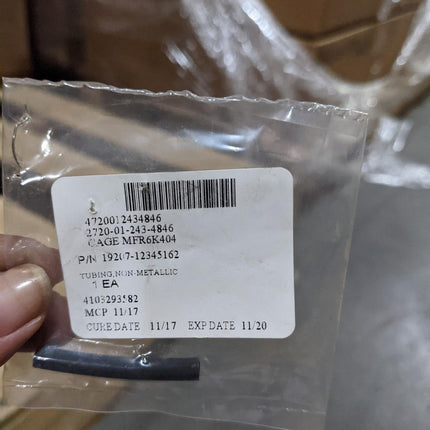 4720012434846
2720-01-243-4846
CAGE MFR6K404
P/N 19207-12345162
TUBING,NON-METALLIC
1 EA
4103293582
MCP 11/17
CURE DATE 11/17 EXP DATE 11/20